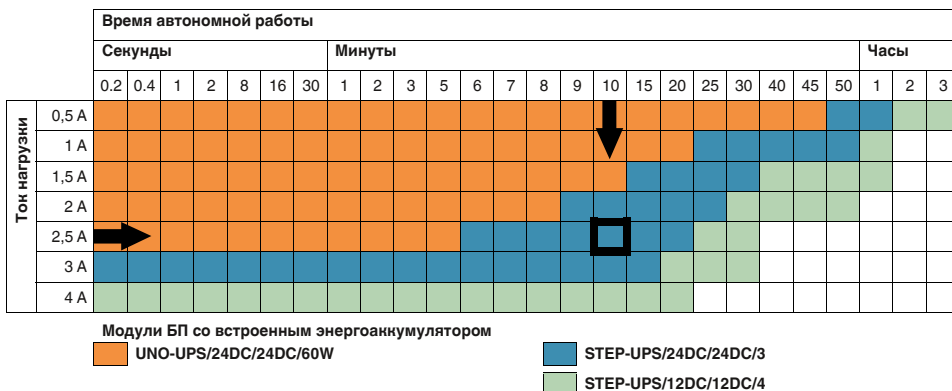 Время автономной работы
Секунды Минуты Часы
0.2 0.4 1 2 8 16 30 1 2 3 5 6 7 8 9 10 15 20 25 30 40 45 50 1 2 3
Тон нагрузки
0,5 A
1 A
1,5 A
2 A
2,5 A
3 A
4 A
Модули БП со встроенным энергоаккумулятором
UNO-UPS/24DC/24DC/60W STEP-UPS/24DC/24DC/3
STEP-UPS/12DC/12DC/4